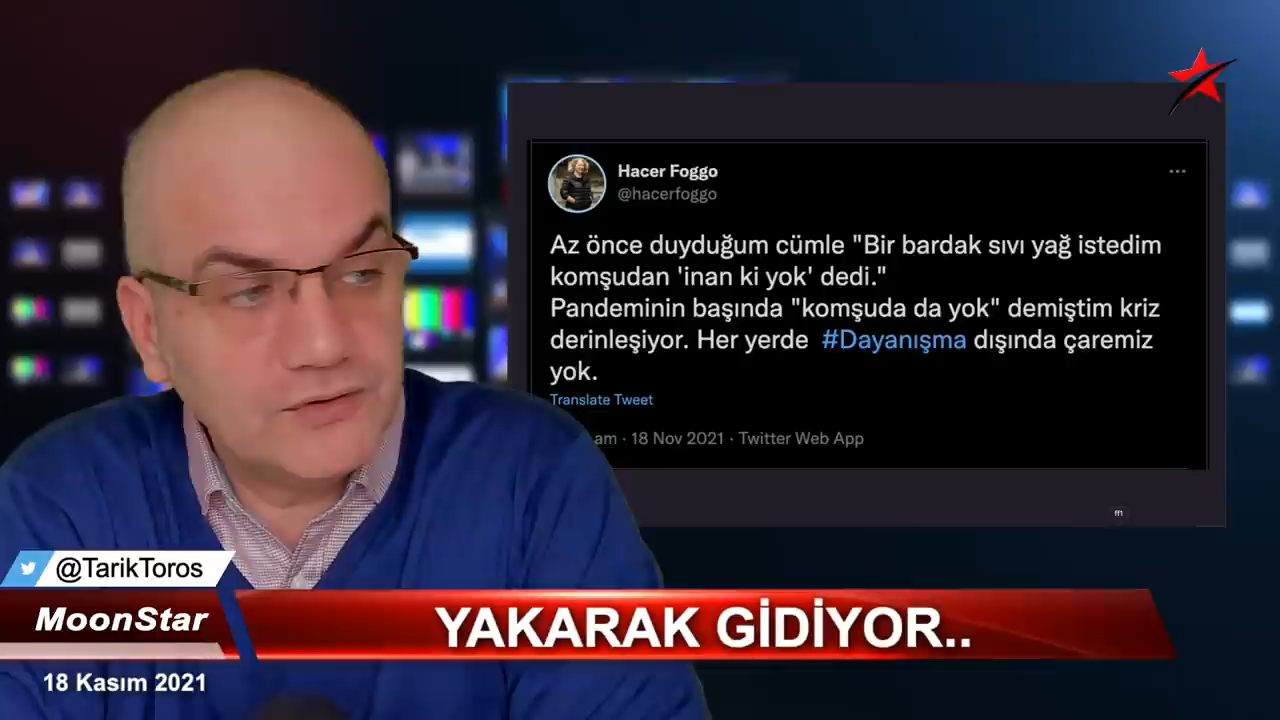 Hacer Foggo
@hacerfoggo
Az önce duyduğum cümle "Bir bardak sıvı yağ istedim
komşudan 'inan ki yok' dedi."
Pandeminin başında "komşuda da yok" demiştim kriz
derinleşiyor. Her yerde #Dayanışma dışında çaremiz
yok.
Translate Tweet
am · 18 Nov 2021 · Twitter Web App
m
@TarikToros
MoonStar
YAKARAK GİDİYOR..
18 Kasım 2021